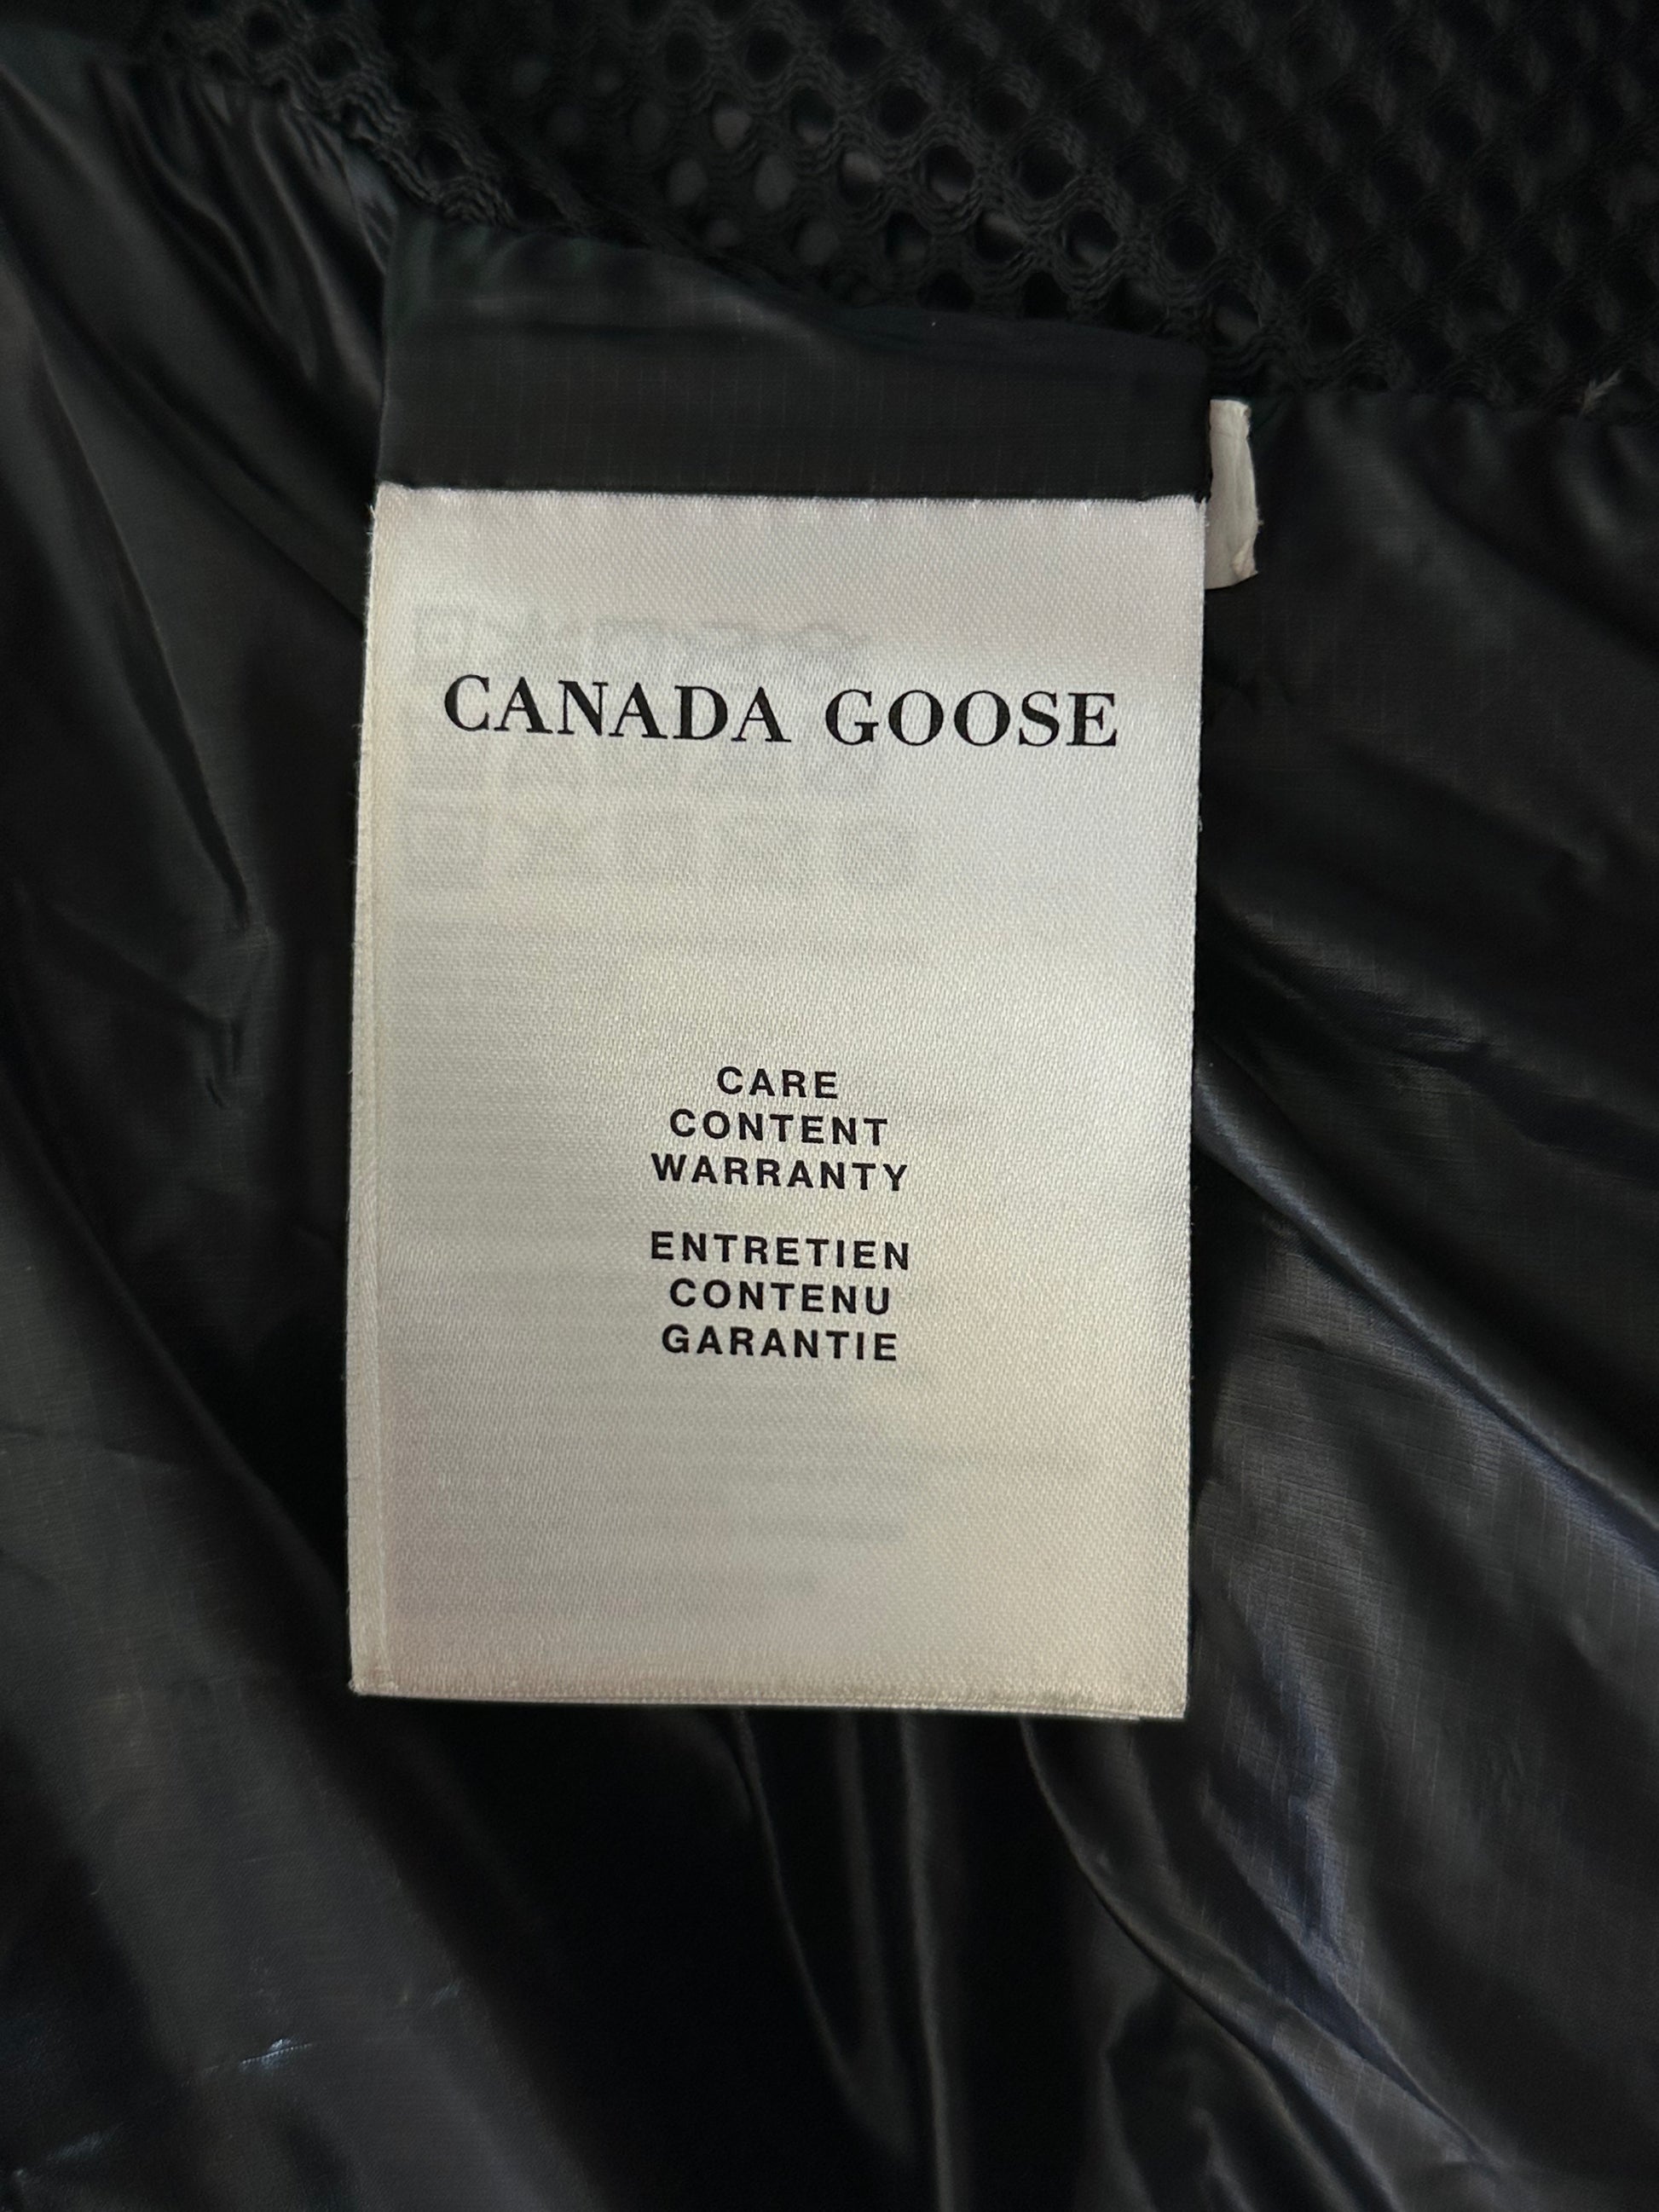 CANADA GOOSE
CARE
CONTENT
WARRANTY
ENTRETIEN
CONTENU
GARANTIE